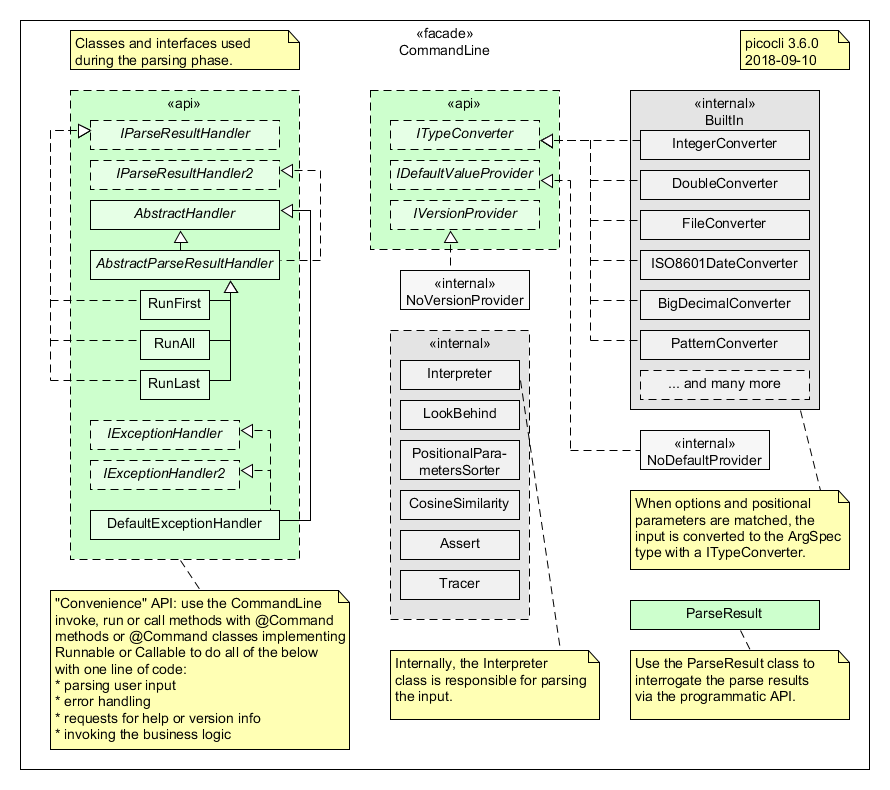 Classes and interfaces used
during the parsing phase.
«facade»
CommandLine
picocli 3.6.0
2018-09-10
«api»
IParseResultHandler
IParseResultHandler2
AbstractHandler
AbstractParseResultHandler
RunFirst
RunAll
RunLast
IExceptionHandler
IExceptionHandler2
DefaultExceptionHandler
"Convenience" API: use the CommandLine
invoke, run or call methods with @Command
methods or @Command classes implementing
Runnable or Callable to do all of the below
with one line of code:
* parsing user input
* error handling
* requests for help or version info
* invoking the business logic
«api»
ITypeConverter
IDefaultValueProvider
IVersionProvider
«internal»
NoVersionProvider
«internal»
Interpreter
LookBehind
PositionalPara-
metersSorter
CosineSimilarity
Assert
Tracer
Internally, the Interpreter
class is responsible for parsing
the input.
«internal»
BuiltIn
IntegerConverter
DoubleConverter
FileConverter
ISO8601DateConverter
BigDecimalConverter
PatternConverter
... and many more
«internal»
NoDefaultProvider
When options and positional
parameters are matched, the
input is converted to the ArgSpec
type with a ITypeConverter.
ParseResult
Use the ParseResult class to
interrogate the parse results
via the programmatic API.